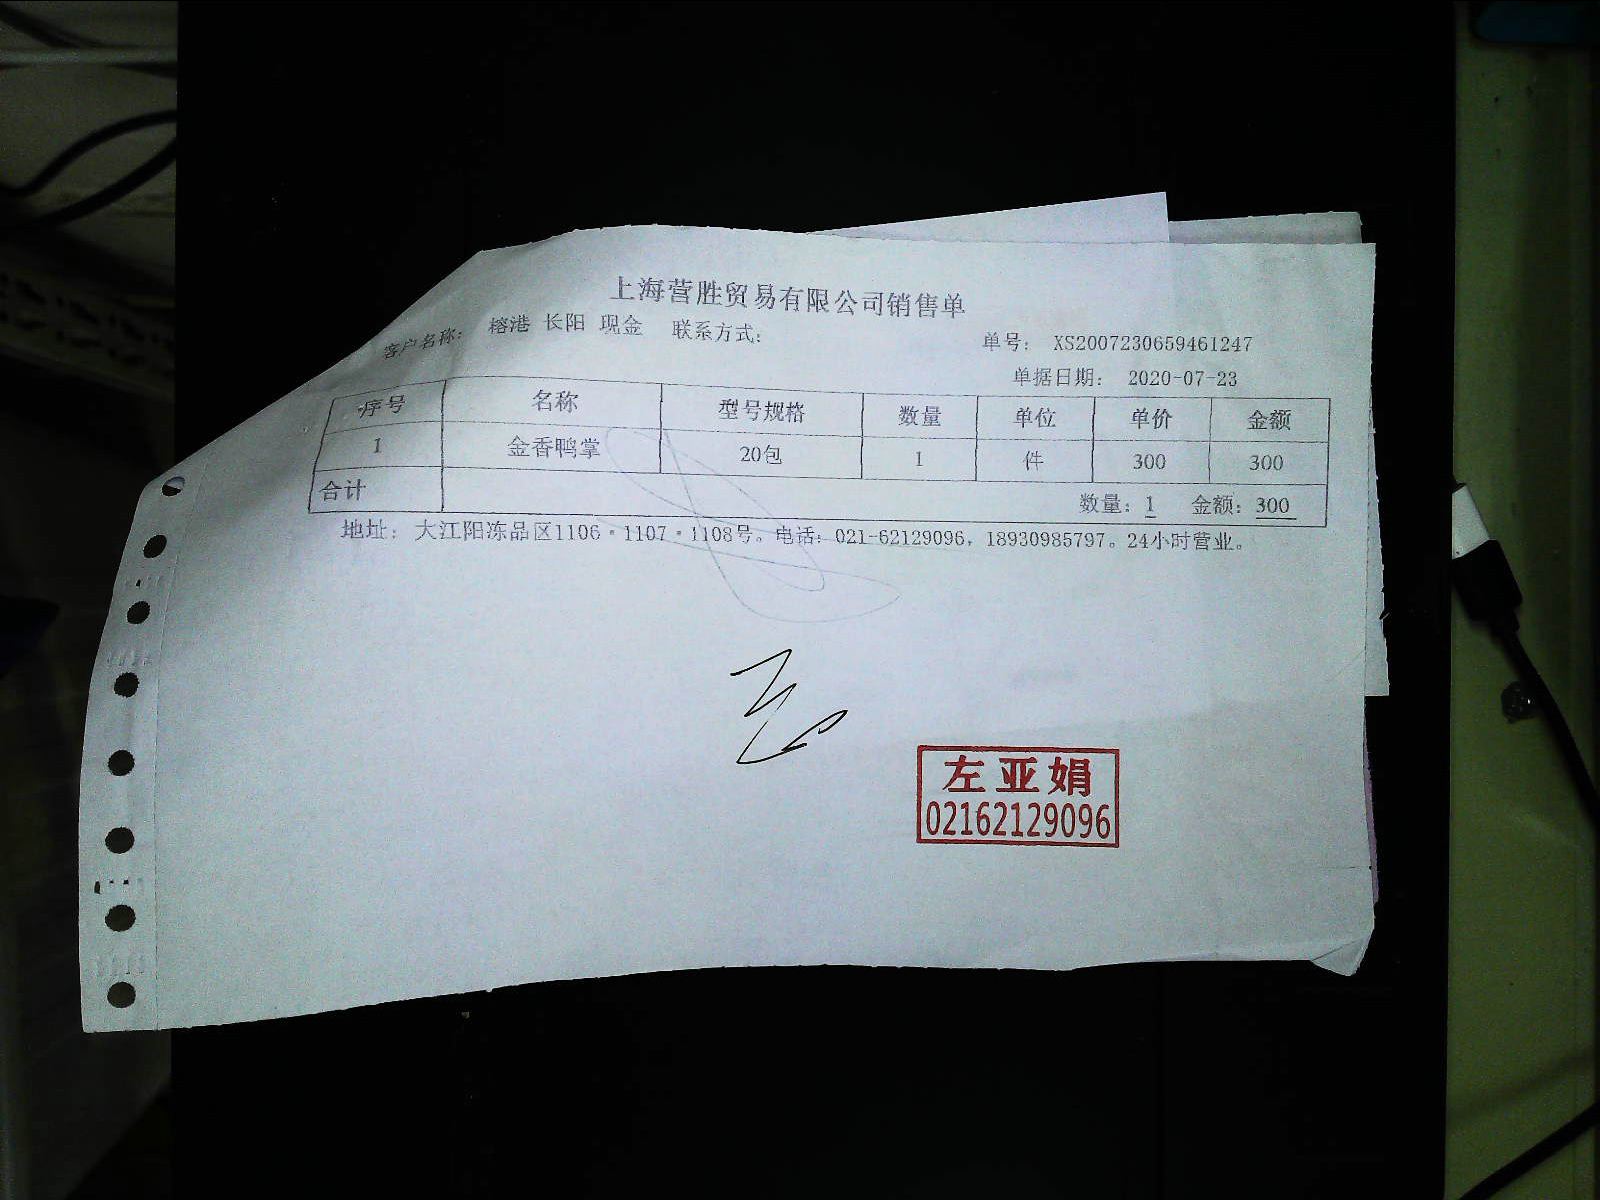 上海营胜贸易有限公司销售单
客户名称： 榕港 长阳 现金 联系方式： 单号： XS2007230659461247
单据日期： 2020-07-23
序号 名称 型号规格 数量 单位 单价 金额
1 金香鸭掌 20包 1 件 300 300
合计 数量：1 金额：300
地址： 大江阳冻品区1106·1107·1108号。电话：021-62129096，18930985797。24小时营业。
左亚娟
02162129096